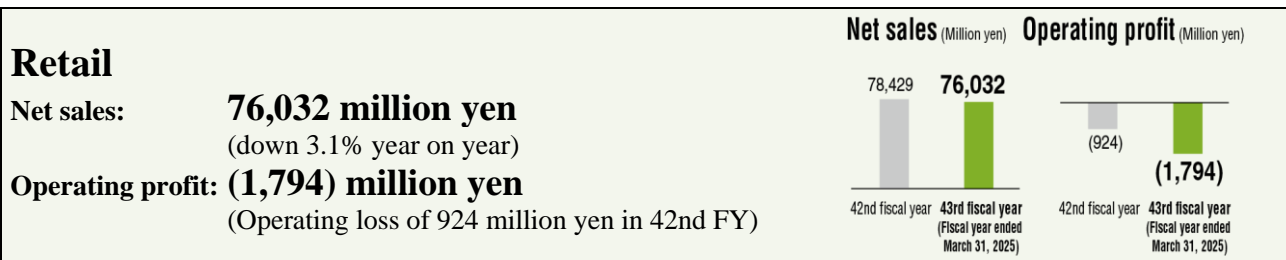 Retail
Net sales: 76,032 million yen
(down 3.1% year on year)
Operating profit: (1,794) million yen
(Operating loss of 924 million yen in 42nd FY)
Net sales (Million yen)
78,429 76,032
42nd fiscal year 43rd fiscal year
(Fiscal year ended
March 31, 2025)
Operating profit (Million yen)
(924)
(1,794)
42nd fiscal year 43rd fiscal year
(Fiscal year ended
March 31, 2025)